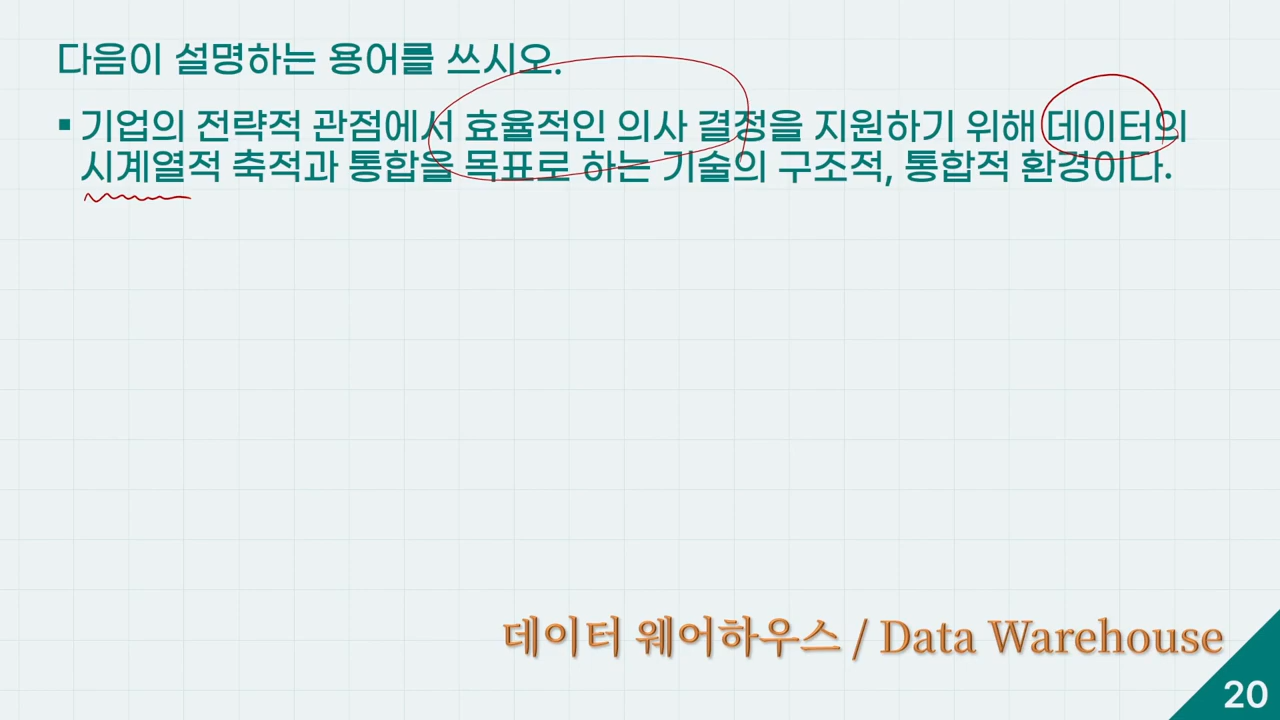 다음이 설명하는 용어를 쓰시오.
▪ 기업의 전략적 관점에서 효율적인 의사 결정을 지원하기 위해 데이터의
시계열적 축적과 통합을 목표로 하는 기술의 구조적, 통합적 환경이다.
데이터 웨어하우스 / Data Warehouse
20